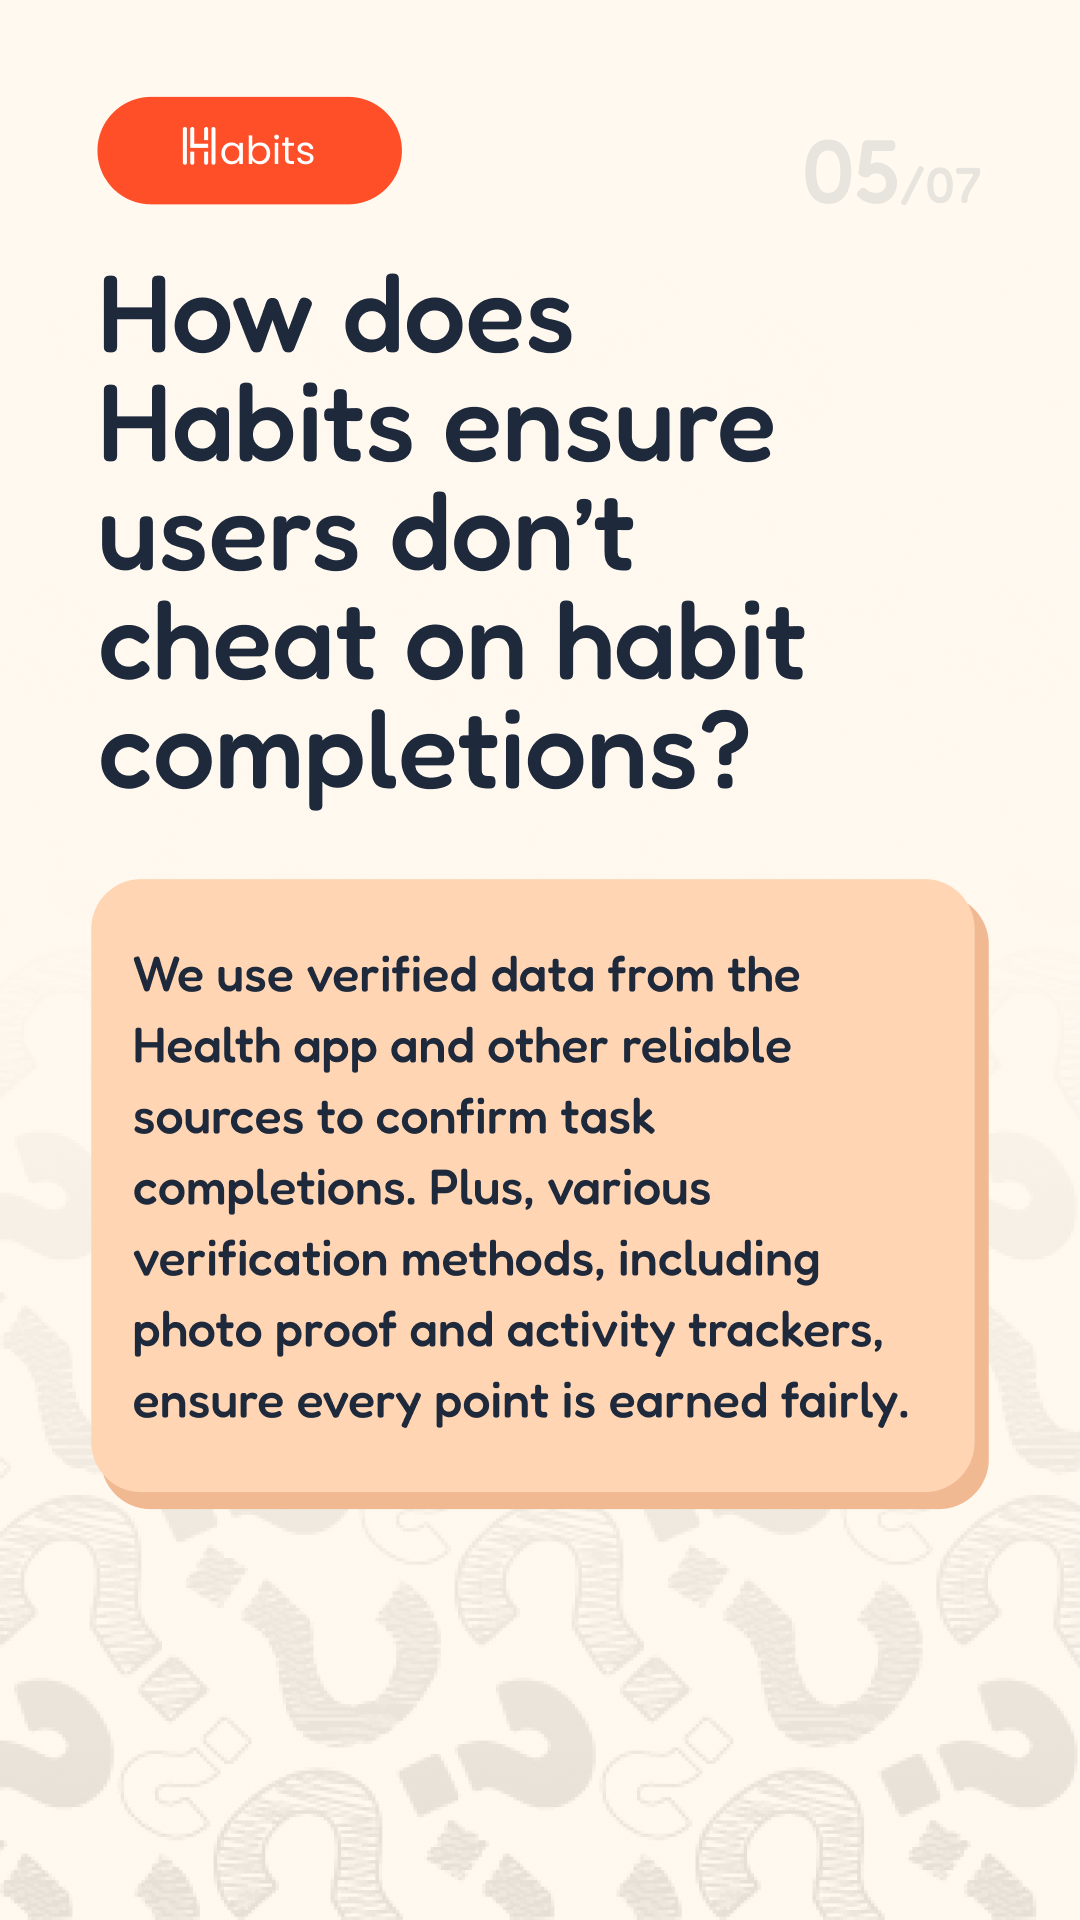 Habits
05/07
How does
Habits ensure
users don’t
cheat on habit
completions?
We use verified data from the
Health app and other reliable
sources to confirm task
completions. Plus, various
verification methods, including
photo proof and activity trackers,
ensure every point is earned fairly.